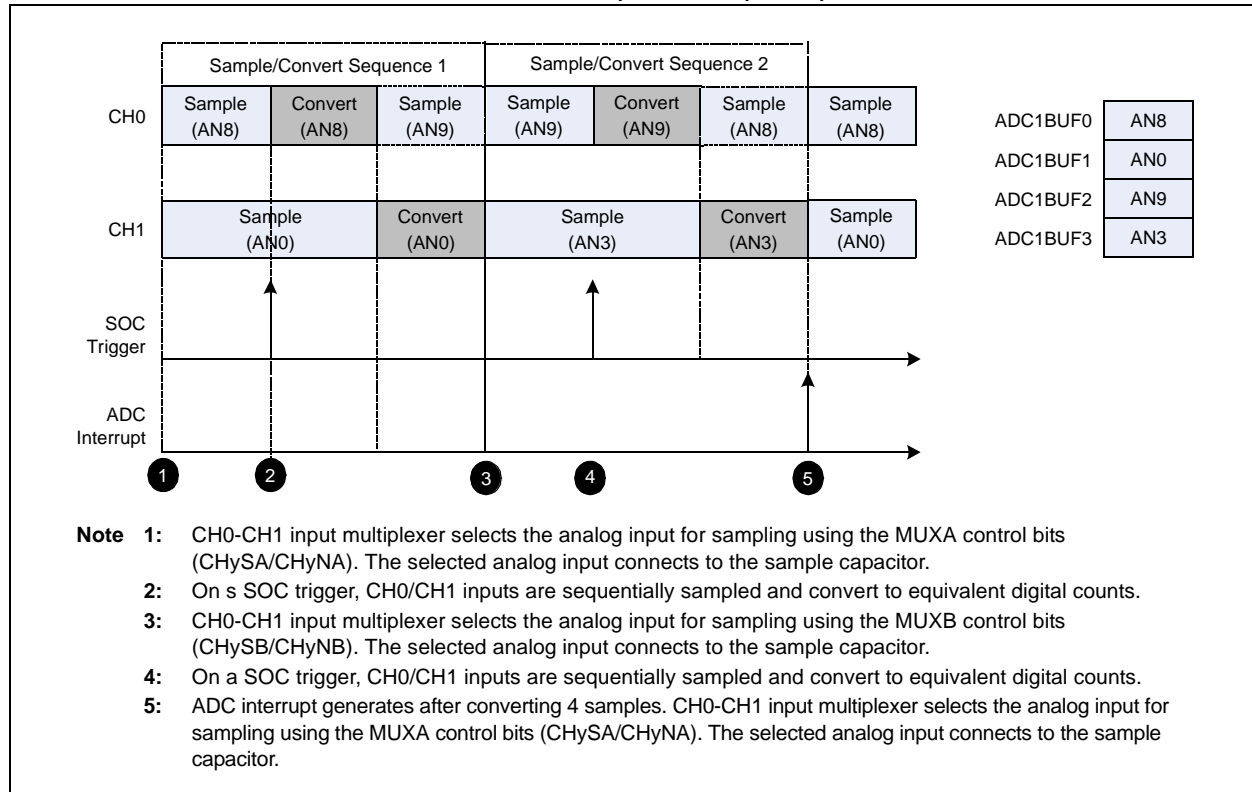 Sample/Convert Sequence 1
Sample/Convert Sequence 2
CH0
Sample
(AN8)
Convert
(AN8)
Sample
(AN9)
Sample
(AN9)
Convert
(AN9)
Sample
(AN8)
Sample
(AN8)
CH1
Sample
(AN0)
Convert
(AN0)
Sample
(AN3)
Convert
(AN3)
Sample
(AN0)
ADC1BUF0 AN8
ADC1BUF1 AN0
ADC1BUF2 AN9
ADC1BUF3 AN3
SOC
Trigger
ADC
Interrupt
1 2 3 4 5
Note 1: CH0-CH1 input multiplexer selects the analog input for sampling using the MUXA control bits
(CHySA/CHyNA). The selected analog input connects to the sample capacitor.
2: On s SOC trigger, CH0/CH1 inputs are sequentially sampled and convert to equivalent digital counts.
3: CH0-CH1 input multiplexer selects the analog input for sampling using the MUXB control bits
(CHySB/CHyNB). The selected analog input connects to the sample capacitor.
4: On a SOC trigger, CH0/CH1 inputs are sequentially sampled and convert to equivalent digital counts.
5: ADC interrupt generates after converting 4 samples. CH0-CH1 input multiplexer selects the analog input for
sampling using the MUXA control bits (CHySA/CHyNA). The selected analog input connects to the sample
capacitor.